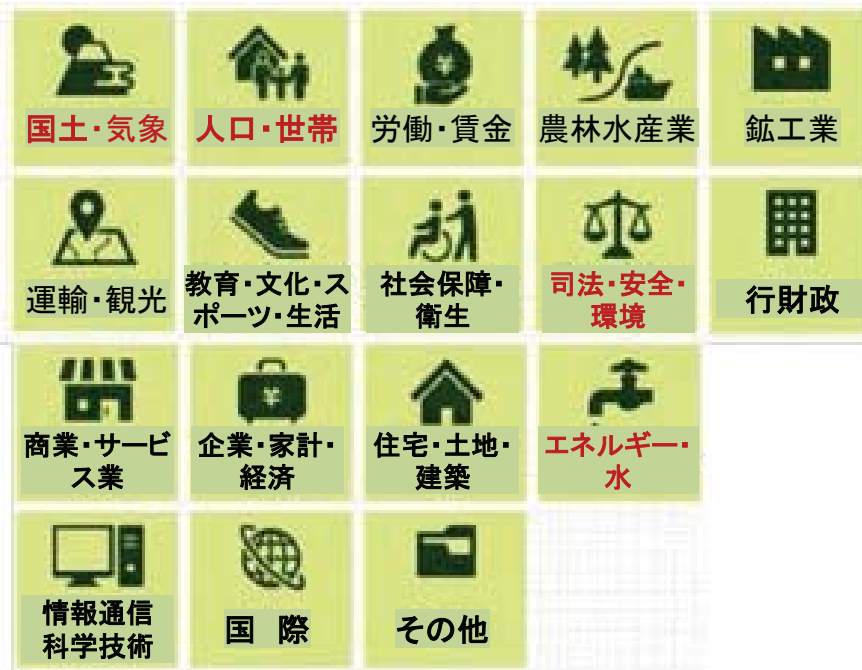 国土・気象
人口・世帯
労働・賃金
農林水産業
鉱工業
運輸・観光
教育・文化・ス
ポーツ・生活
社会保障・
衛生
司法・安全・
環境
行財政
商業・サービ
ス業
企業・家計・
経済
住宅・土地・
建築
エネルギー・
水
情報通信
科学技術
国 際
その他